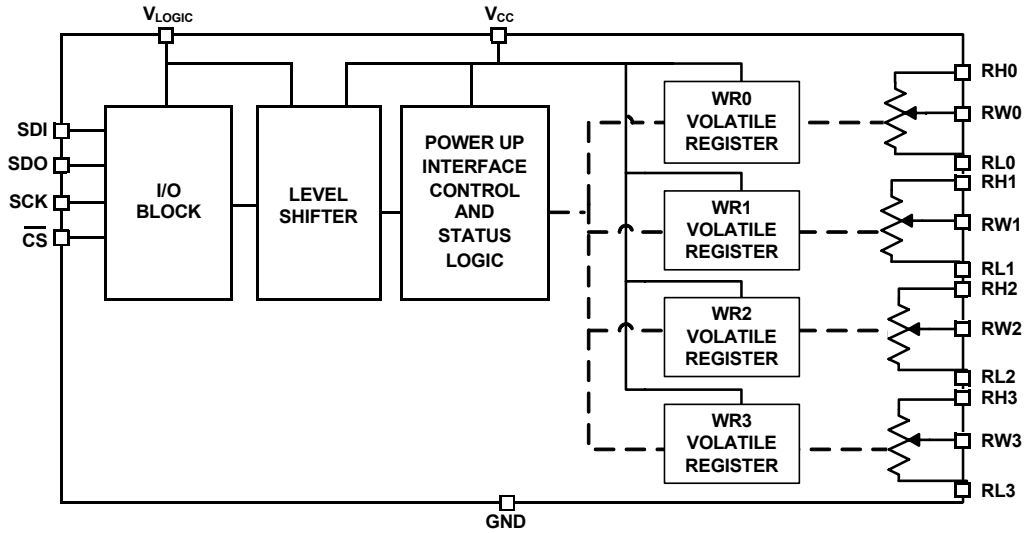 VLOGIC
VCC
SDI
SDO
SCK
CS
I/O
BLOCK
LEVEL
SHIFTER
POWER UP
INTERFACE
CONTROL
AND
STATUS
LOGIC
WR0
VOLATILE
REGISTER
WR1
VOLATILE
REGISTER
WR2
VOLATILE
REGISTER
WR3
VOLATILE
REGISTER
RH0
RW0
RL0
RH1
RW1
RL1
RH2
RW2
RL2
RH3
RW3
RL3
GND